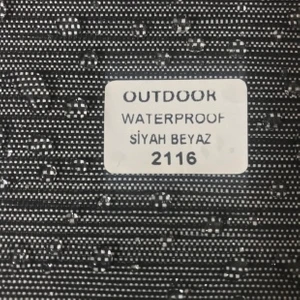 OUTDOOR
WATERPROOF
SİYAH BEYAZ
2116